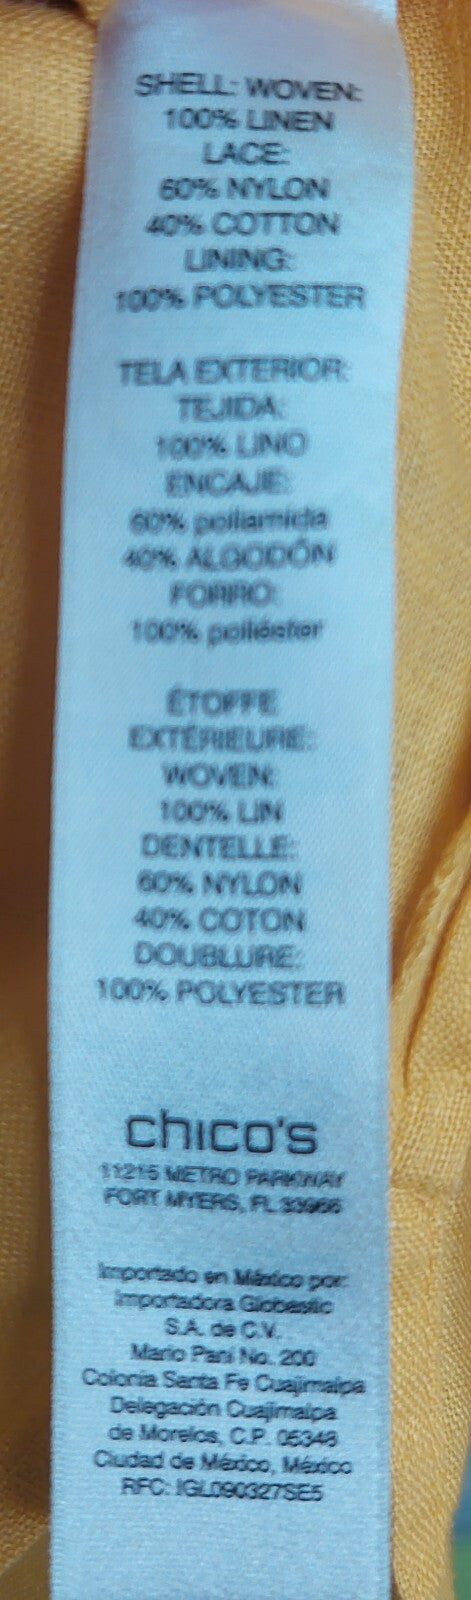 SHELL: WOVEN:
100% LINEN
LACE:
60% NYLON
40% COTTON
LINING:
100% POLYESTER
TELA EXTERIOR:
TEJIDA:
100% LINO
ENCAJE:
60% poliamida
40% ALGODÓN
FORRO:
100% poliéster
ÉTOFFE
EXTÉRIEURE:
WOVEN:
100% LIN
DENTELLE:
60% NYLON
40% COTON
DOUBLURE:
100% POLYESTER
chico's
11215 METRO PARKWAY
FORT MYERS, FL 33966
Importado en México por:
Importadora Globastic
S.A. de C.V.
Mario Pani No. 200
Colonia Santa Fe Cuajimalpa
Delegación Cuajimalpa
de Morelos, C.P. 05348
Ciudad de México, México
RFC: IGL090327SE5